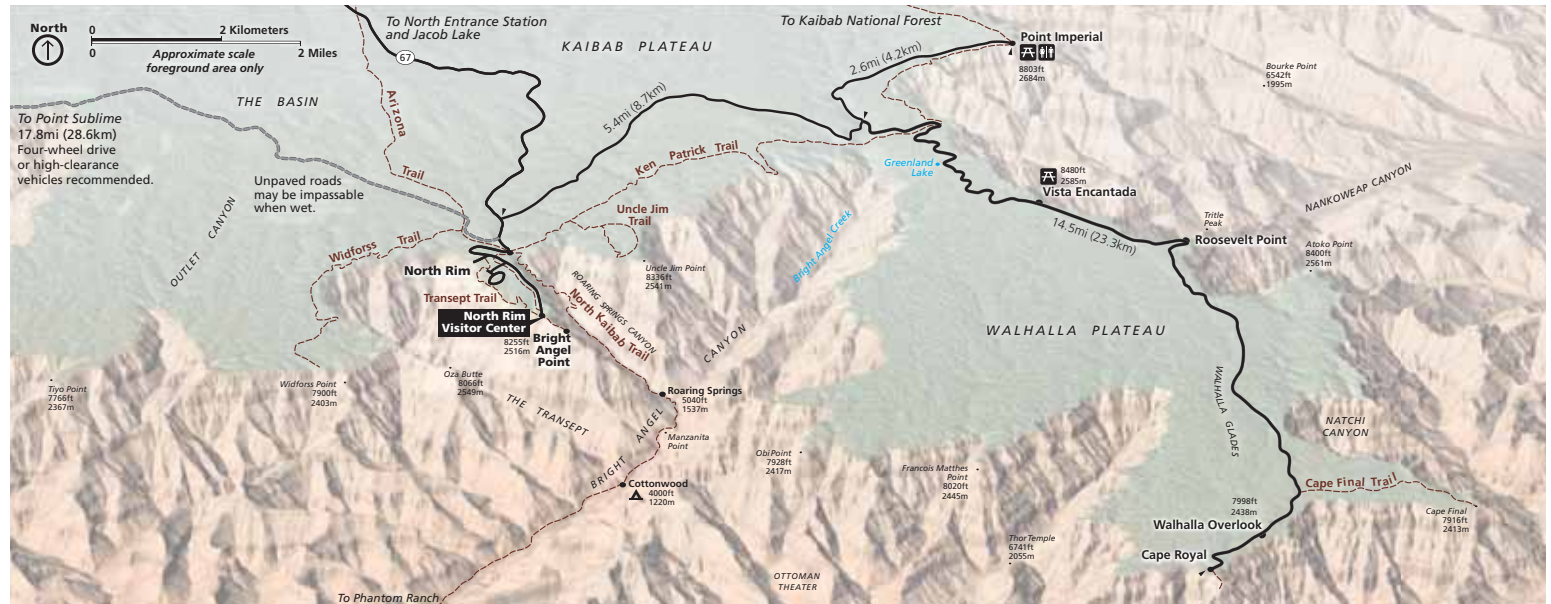 North
0
2 Kilometers
0
2 Miles
Approximate scale
foreground area only
To North Entrance Station
and Jacob Lake
67
KAIBAB PLATEAU
To Kaibab National Forest
Point Imperial
8803ft
2684m
2.6mi (4.2km)
Bourke Point
6542ft
1995m
THE BASIN
To Point Sublime
17.8mi (28.6km)
Four-wheel drive
or high-clearance
vehicles recommended.
Arizona
Trail
5.4mi (8.7km)
Ken Patrick Trail
Greenland
Lake
8480ft
2585m
Vista Encantada
NANKOWEAP CANYON
Unpaved roads
may be impassable
when wet.
OUTLET CANYON
Uncle Jim
Trail
Bright Angel Creek
14.5mi (23.3km)
Tritle
Peak
Roosevelt Point
Atoko Point
8400ft
2561m
Widforss Trail
North Rim
Uncle Jim Point
8336ft
2541m
ROARING SPRINGS CANYON
Transept Trail
North Kaibab Trail
North Rim
Visitor Center
8255ft
2516m
Bright
Angel
Point
WALHALLA PLATEAU
Tiyo Point
7766ft
2367m
Widforss Point
7900ft
2403m
Oza Butte
8066ft
2549m
THE TRANSEPT
Roaring Springs
5040ft
1537m
BRIGHT ANGEL CANYON
Manzanita
Point
WALHALLA GLADES
NATCHI
CANYON
Obi Point
7928ft
2417m
Francois Matthes
Point
8020ft
2445m
Cottonwood
4000ft
1220m
Cape Final Trail
7998ft
2438m
Walhalla Overlook
Cape Final
7916ft
2413m
Thor Temple
6741ft
2055m
Cape Royal
OTTOMAN
THEATER
To Phantom Ranch